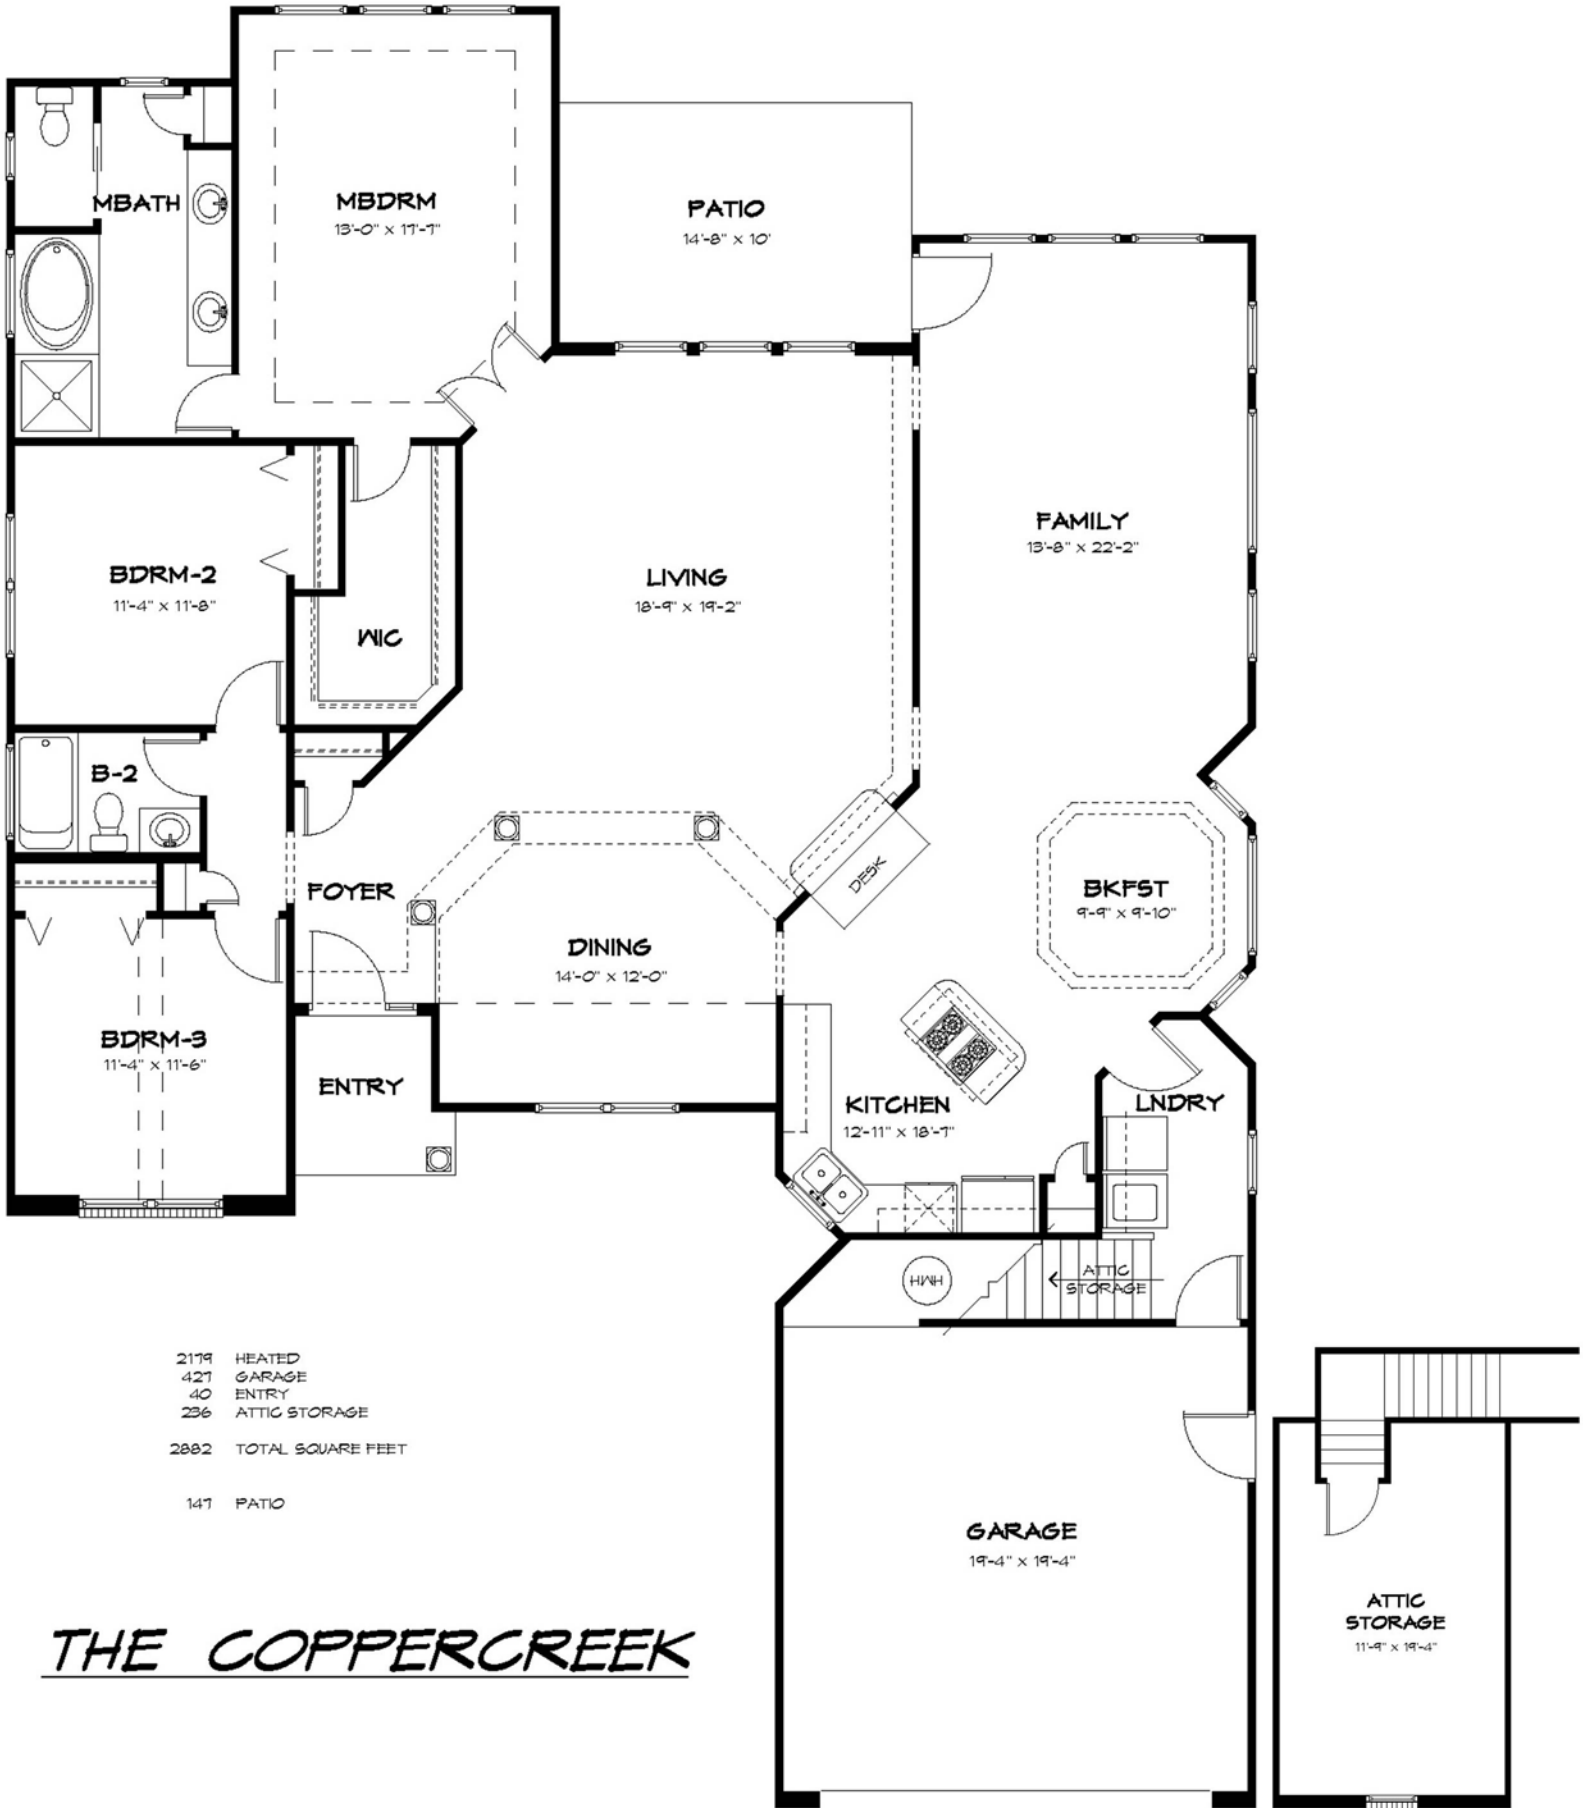 MBATH
MBDRM
13'-0" x 17'-7"
PATIO
14'-8" x 10'
FAMILY
13'-8" x 22'-2"
BDRM-2
11'-4" x 11'-8"
LIVING
18'-9" x 19'-2"
WIC
B-2
FOYER
DESK
BKFST
9'-9" x 9'-10"
DINING
14'-0" x 12'-0"
BDRM-3
11'-4" x 11'-6"
ENTRY
KITCHEN
12'-11" x 18'-7"
LNDRY
HWH
ATTIC
STORAGE
2179 HEATED
427 GARAGE
40 ENTRY
236 ATTIC STORAGE
2882 TOTAL SQUARE FEET
147 PATIO
GARAGE
19'-4" x 19'-4"
ATTIC
STORAGE
11'-9" x 19'-4"
THE COPPERCREEK